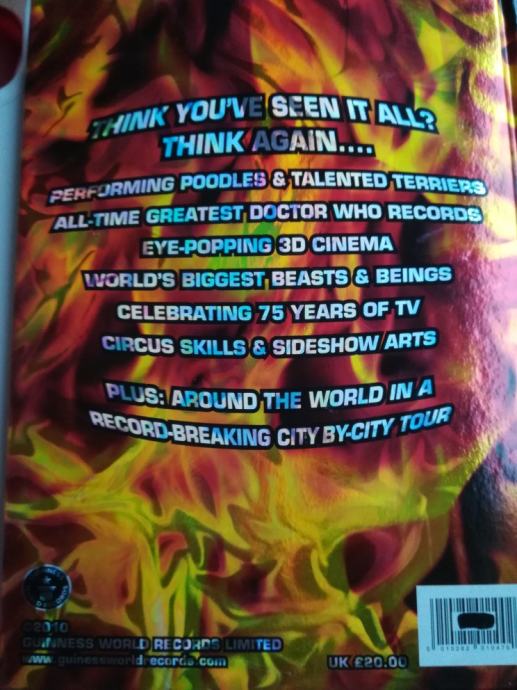 THINK YOU'VE SEEN IT ALL?
THINK AGAIN....
PERFORMING POODLES & TALENTED TERRIERS
ALL-TIME GREATEST DOCTOR WHO RECORDS
EYE-POPPING 3D CINEMA
WORLD'S BIGGEST BEASTS & BEINGS
CELEBRATING 75 YEARS OF TV
CIRCUS SKILLS & SIDESHOW ARTS
PLUS: AROUND THE WORLD IN A
RECORD-BREAKING CITY BY-CITY TOUR
©2010
GUINNESS WORLD RECORDS LIMITED
www.guinessworldrecords.com
UK £20.00